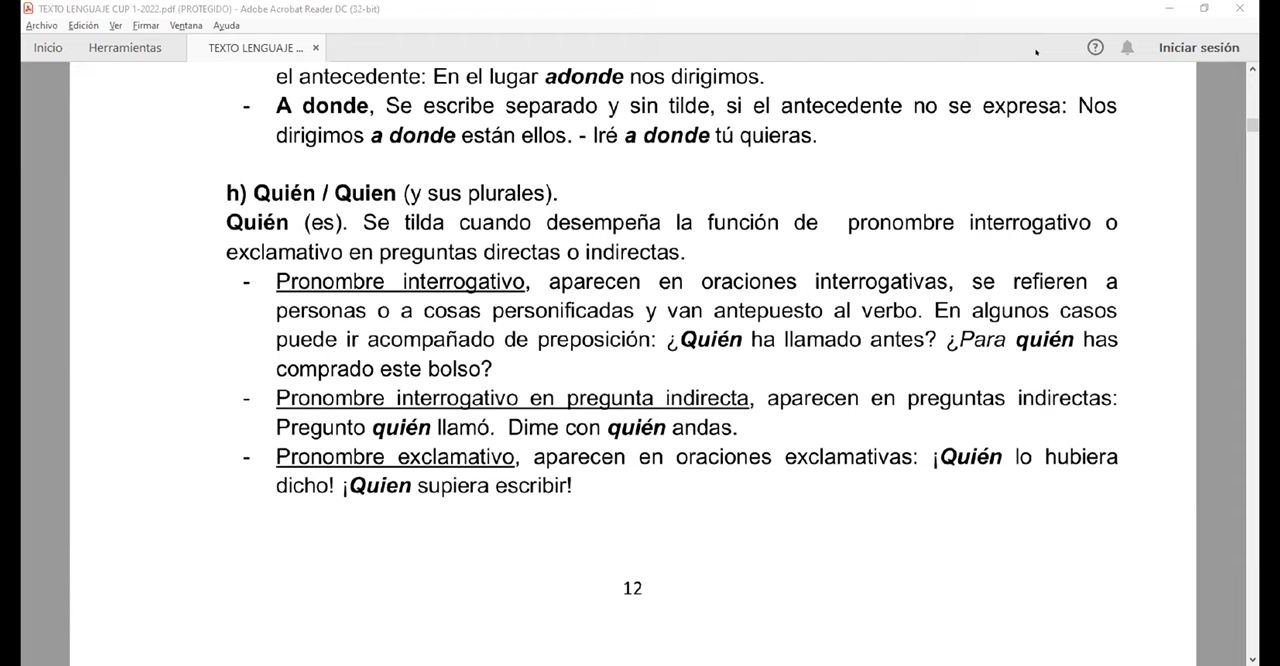 TEXTO LENGUAJE CUP 1-2022.pdf (PROTEGIDO) - Adobe Acrobat Reader DC (32-bit)
Archivo Edición Ver Firmar Ventana Ayuda
Inicio Herramientas TEXTO LENGUAJE ... × Iniciar sesión
el antecedente: En el lugar adonde nos dirigimos.
- A donde, Se escribe separado y sin tilde, si el antecedente no se expresa: Nos
dirigimos a donde están ellos. - Iré a donde tú quieras.
h) Quién / Quien (y sus plurales).
Quién (es). Se tilda cuando desempeña la función de pronombre interrogativo o
exclamativo en preguntas directas o indirectas.
- Pronombre interrogativo, aparecen en oraciones interrogativas, se refieren a
personas o a cosas personificadas y van antepuesto al verbo. En algunos casos
puede ir acompañado de preposición: ¿Quién ha llamado antes? ¿Para quién has
comprado este bolso?
- Pronombre interrogativo en pregunta indirecta, aparecen en preguntas indirectas:
Pregunto quién llamó. Dime con quién andas.
- Pronombre exclamativo, aparecen en oraciones exclamativas: ¡Quién lo hubiera
dicho! ¡Quien supiera escribir!
12